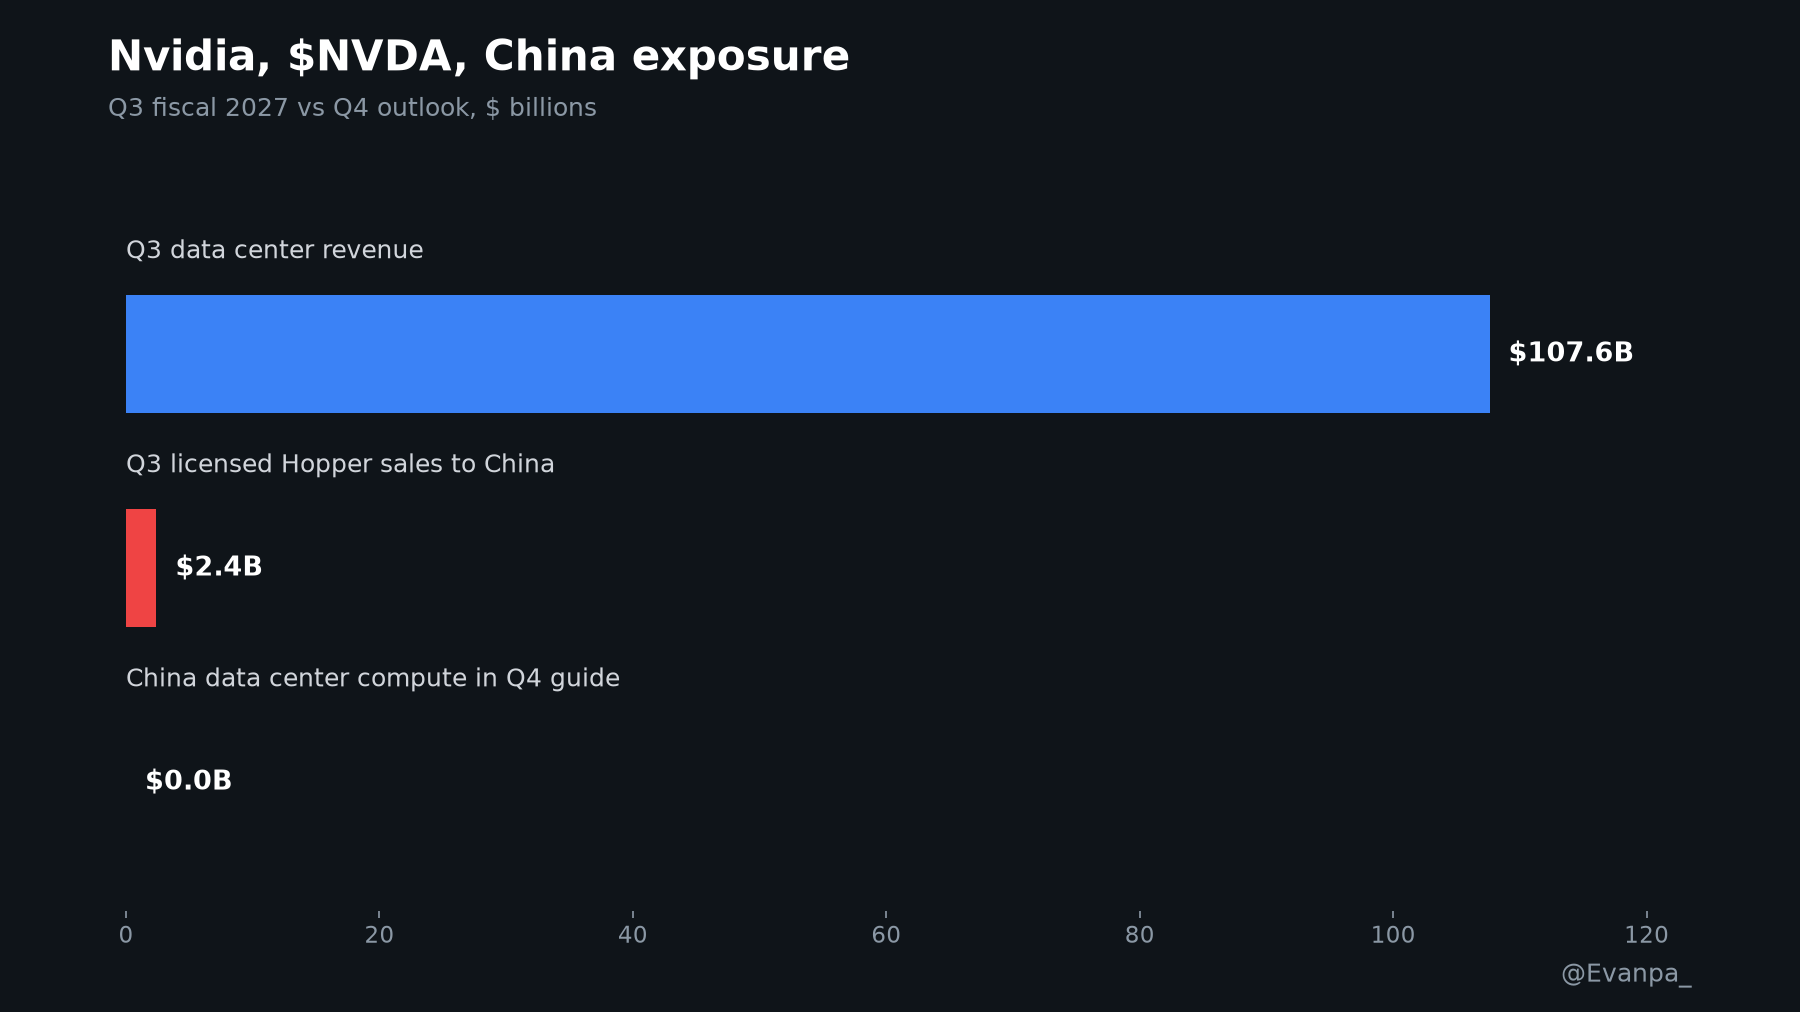 Nvidia, $NVDA, China exposure
Q3 fiscal 2027 vs Q4 outlook, $ billions
Q3 data center revenue
$107.6B
Q3 licensed Hopper sales to China
$2.4B
China data center compute in Q4 guide
$0.0B
0 20 40 60 80 100 120
@Evanpa_